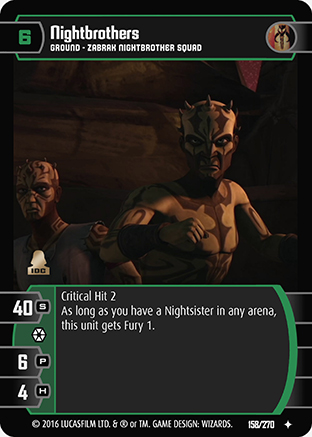 6
Nightbrothers
GROUND - ZABRAK NIGHTBROTHER SQUAD
IDC
40 S
Critical Hit 2
As long as you have a Nightsister in any arena,
this unit gets Fury 1.
6 P
4 H
© 2016 LUCASFILM LTD. & ® or TM. GAME DESIGN: WIZARDS. 158/270